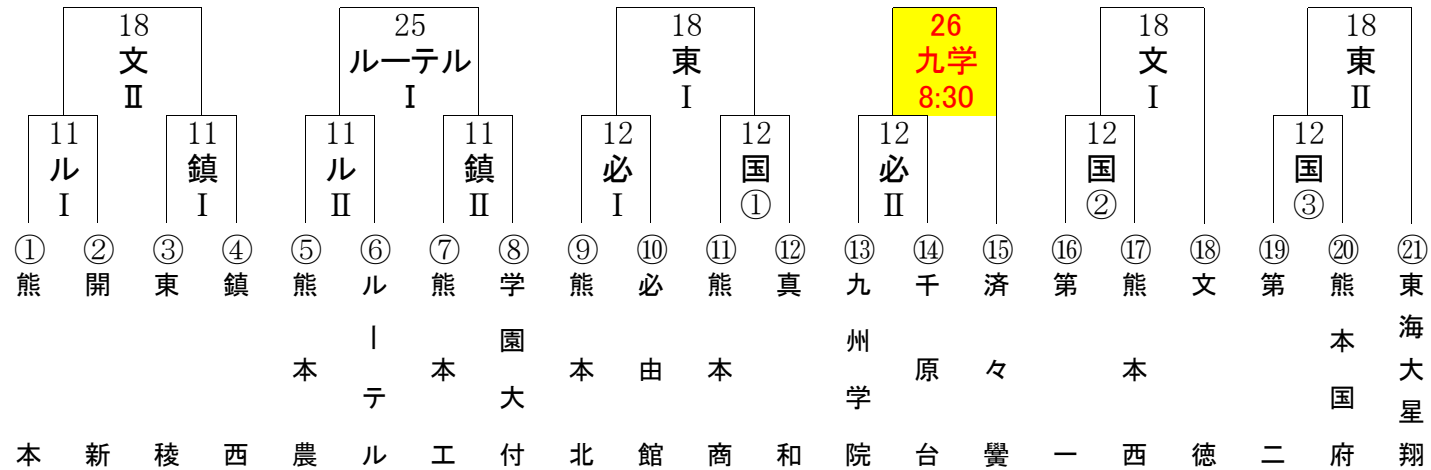 18 25 18 26 18 18
文 ルーテル 東 九学 文 東
Ⅱ Ⅰ Ⅰ 8:30 Ⅰ Ⅱ
11 11 11 11 12 12 12 12 12
ル 鎮 ル 鎮 必 国 必 国 国
Ⅰ Ⅰ Ⅱ Ⅱ Ⅰ ① Ⅱ ② ③
① ② ③ ④ ⑤ ⑥ ⑦ ⑧ ⑨ ⑩ ⑪ ⑫ ⑬ ⑭ ⑮ ⑯ ⑰ ⑱ ⑲ ⑳ ㉑
熊本
開新
東稜
鎮西
熊本農
ルーテル
熊本工
学園大付
熊本北
必由館
熊本商
真和
九州学院
千原台
済々黌
第一
熊本西
文徳
第二
熊本国府
東海大星翔